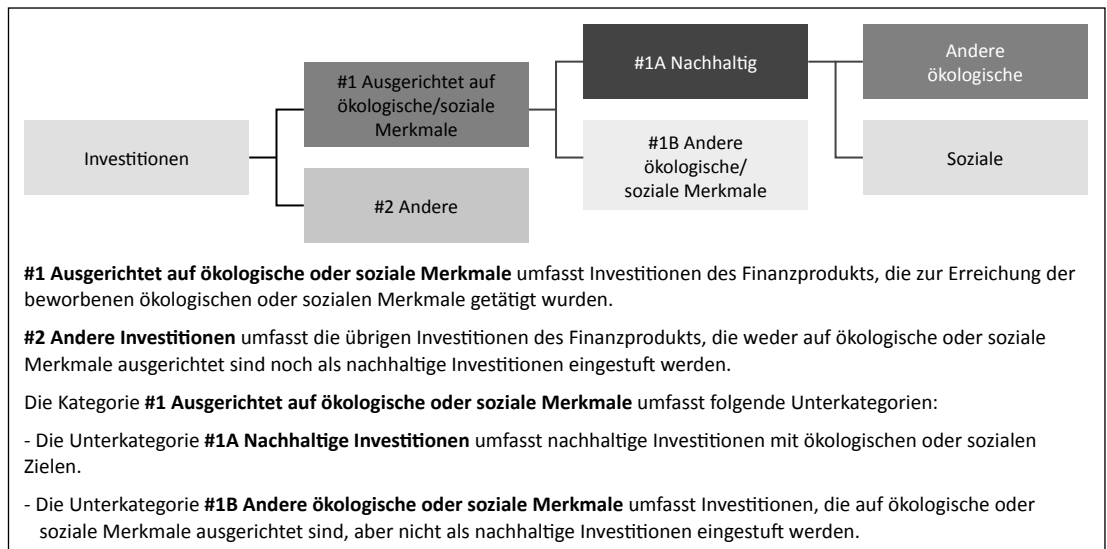 #1A Nachhaltig
Andere
ökologische
#1 Ausgerichtet auf
ökologische/soziale
Merkmale
Investitionen
#1B Andere
ökologische/
soziale Merkmale
Soziale
#2 Andere
#1 Ausgerichtet auf ökologische oder soziale Merkmale umfasst Investitionen des Finanzprodukts, die zur Erreichung der
beworbenen ökologischen oder sozialen Merkmale getätigt wurden.
#2 Andere Investitionen umfasst die übrigen Investitionen des Finanzprodukts, die weder auf ökologische oder soziale
Merkmale ausgerichtet sind noch als nachhaltige Investitionen eingestuft werden.
Die Kategorie #1 Ausgerichtet auf ökologische oder soziale Merkmale umfasst folgende Unterkategorien:
- Die Unterkategorie #1A Nachhaltige Investitionen umfasst nachhaltige Investitionen mit ökologischen oder sozialen
Zielen.
- Die Unterkategorie #1B Andere ökologische oder soziale Merkmale umfasst Investitionen, die auf ökologische oder
soziale Merkmale ausgerichtet sind, aber nicht als nachhaltige Investitionen eingestuft werden.